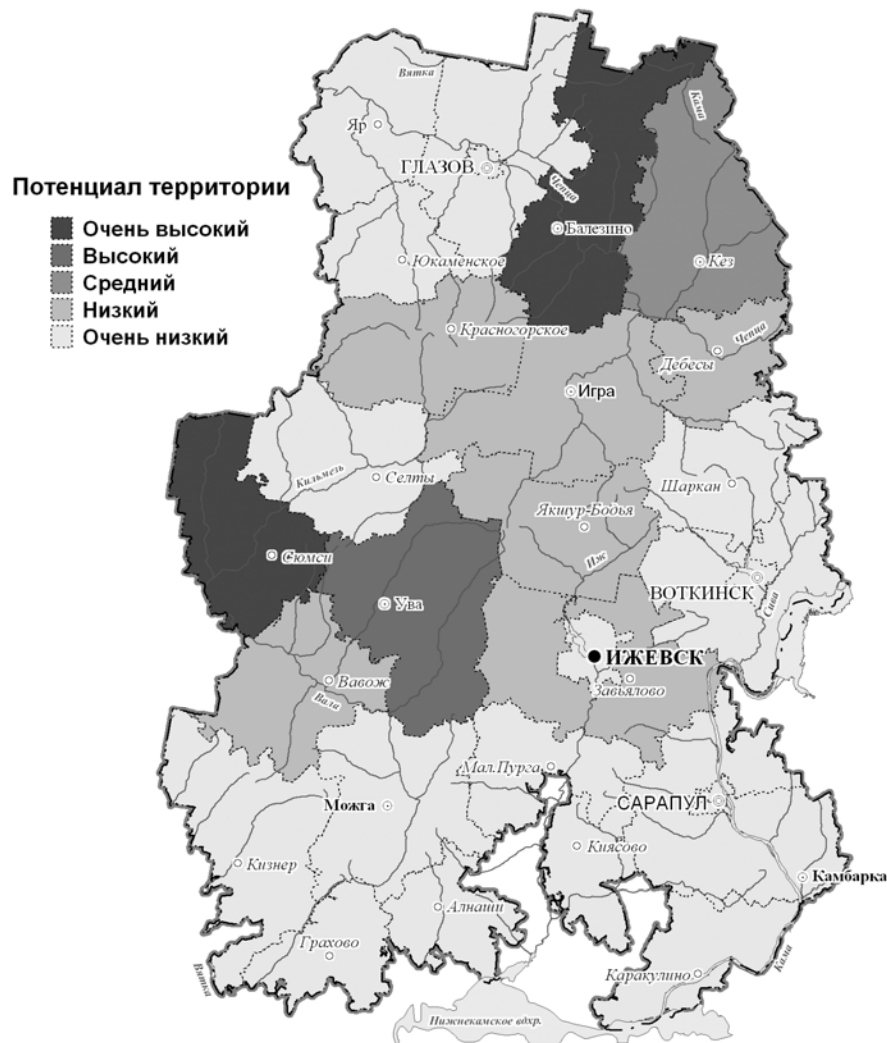 Вятка
Кама
Яр
ГЛАЗОВ
Чепца
Потенциал территории
Очень высокий
Высокий
Средний
Низкий
Очень низкий
Балезино
Юкаменское
Кез
Красногорское
Чепца
Дебесы
Игра
Кильмезь
Селты
Шаркан
Якшур-Бодья
Сюмси
Иж
Ува
ВОТКИНСК
Сива
ИЖЕВСК
Вавож
Завьялово
Вала
Мал.Пурга
Можга
САРАПУЛ
Киясово
Кизнер
Камбарка
Алнаши
Грахово
Вятка
Каракулино
Кама
Нижнекамское вдхр.